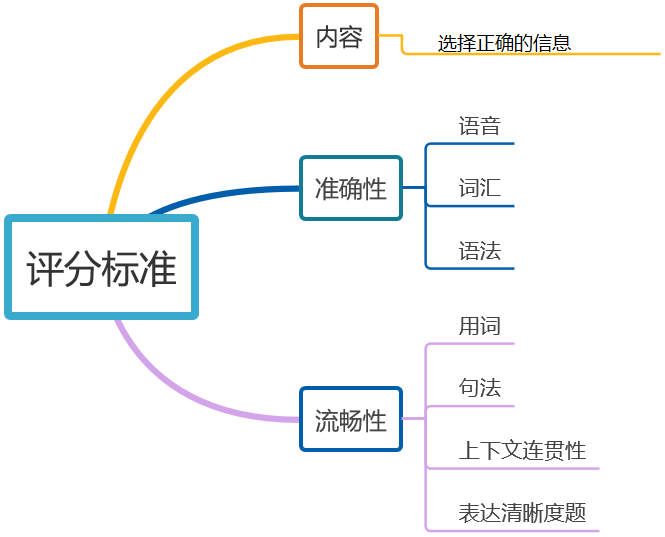 评分标准
内容
选择正确的信息
准确性
语音
词汇
语法
流畅性
用词
句法
上下文连贯性
表达清晰度题